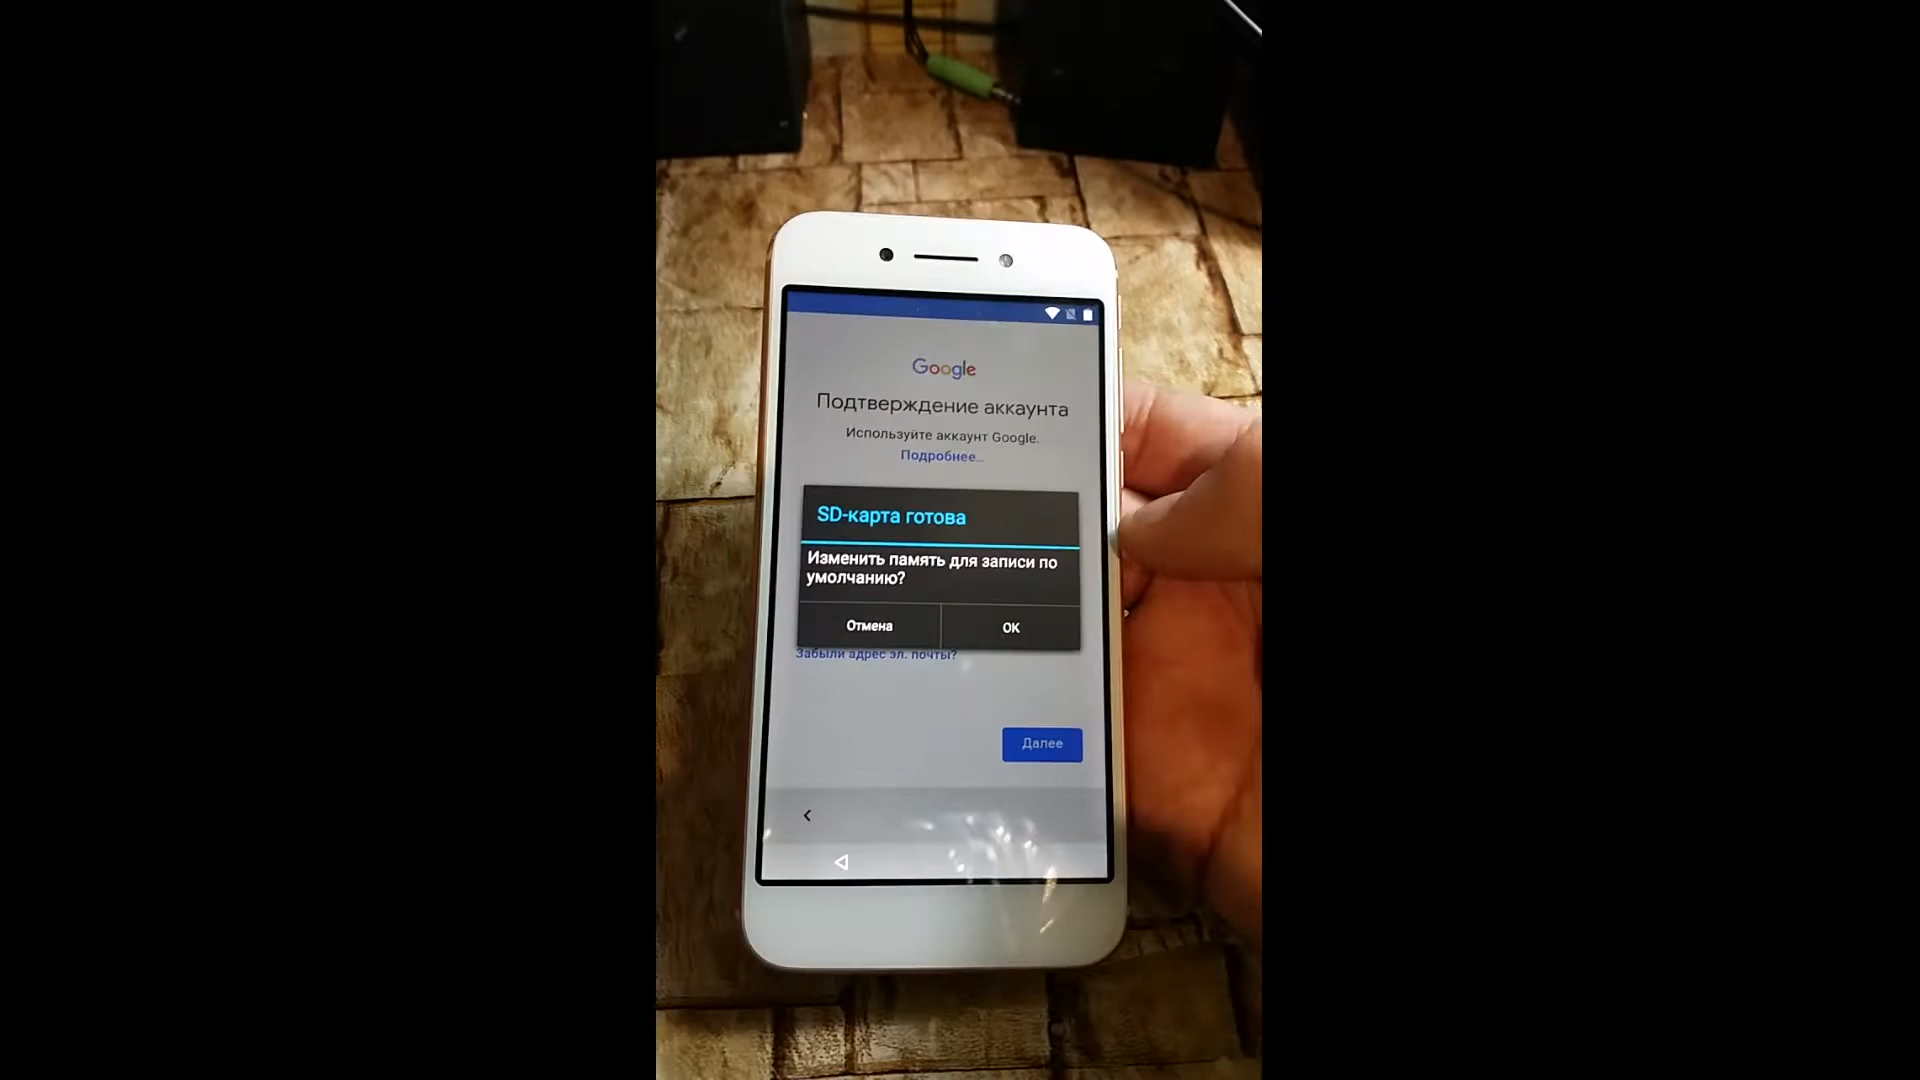 Google
Подтверждение аккаунта
Используйте аккаунт Google.
Подробнее...
SD-карта готова
Изменить память для записи по
умолчанию?
Отмена
ОК
Забыли адрес эл. почты?
Далее